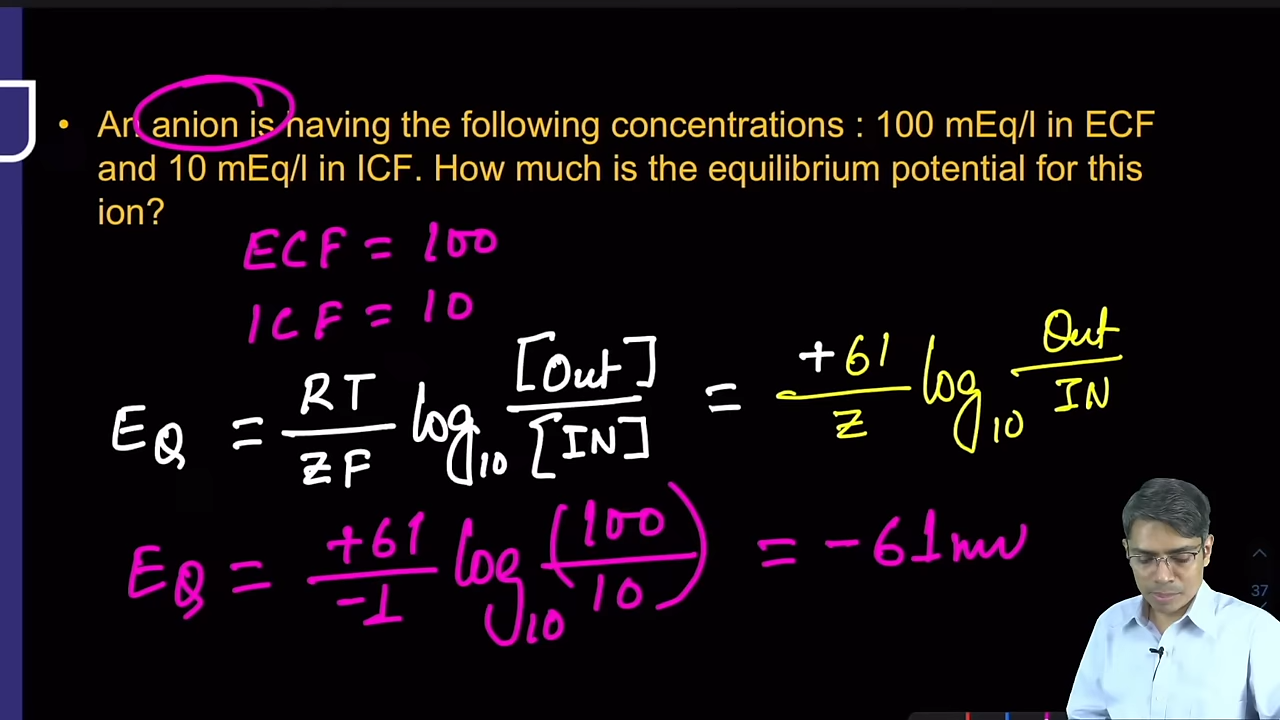 • An anion is having the following concentrations : 100 mEq/l in ECF
and 10 mEq/l in ICF. How much is the equilibrium potential for this
ion?
ECF = 100
ICF = 10
EQ = RT/ZF log10 [Out]/[IN] = +61/Z log10 Out/IN
EQ = +61/-1 log10 (100/10) = -61mv
37